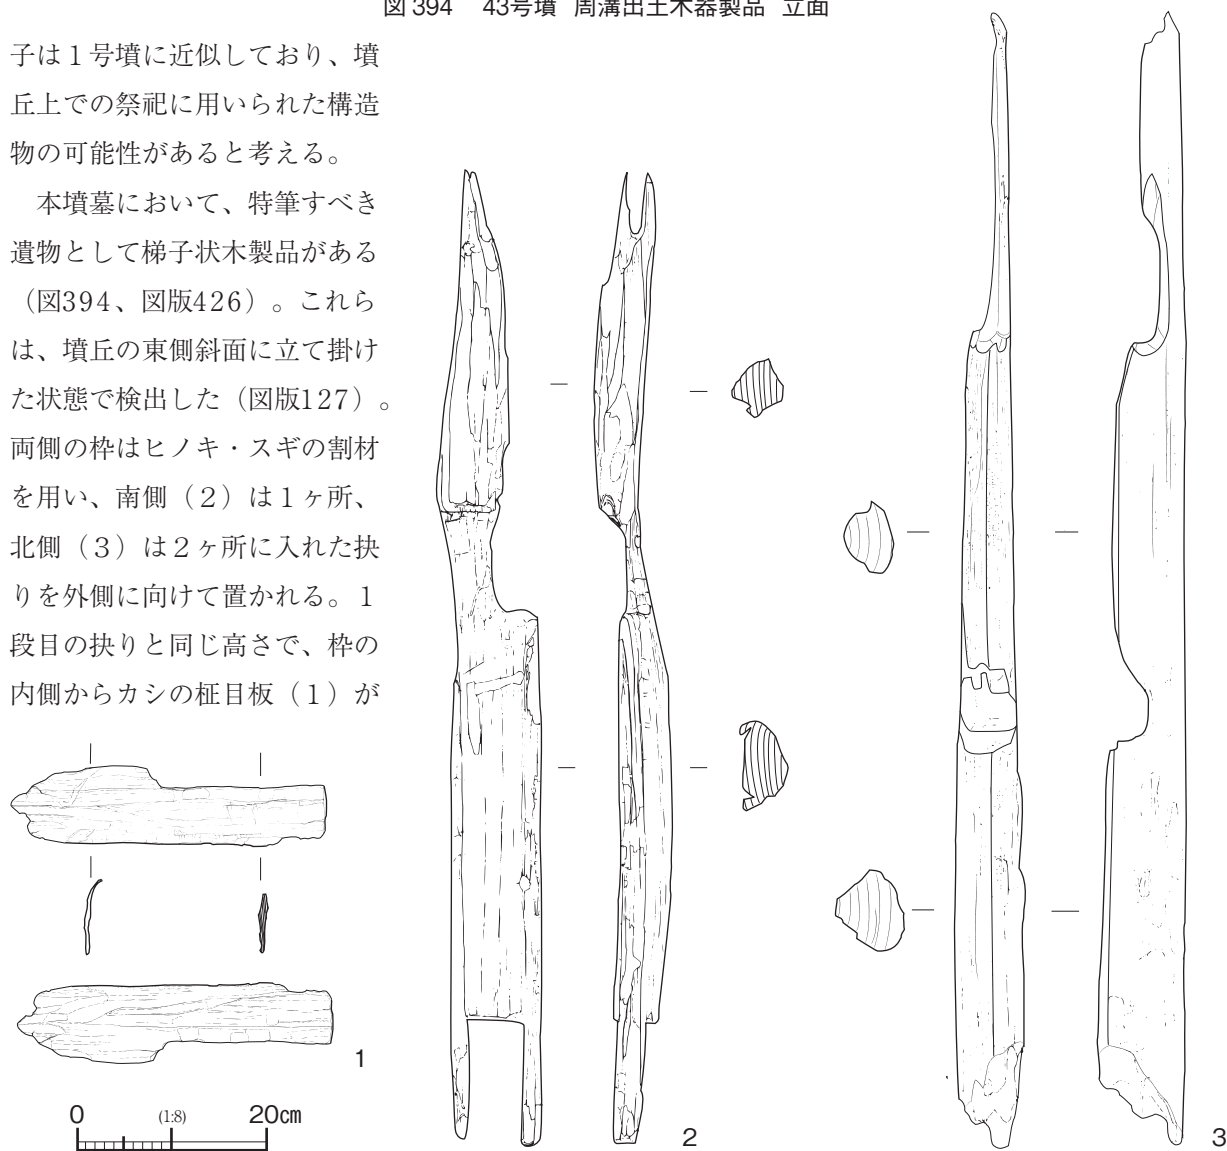 図394　43号墳 周溝出土木器製品 立面
子は１号墳に近似しており、墳
丘上での祭祀に用いられた構造
物の可能性があると考える。
　本墳墓において、特筆すべき
遺物として梯子状木製品がある
（図394、図版426）。これら
は、墳丘の東側斜面に立て掛け
た状態で検出した（図版127）。
両側の枠はヒノキ・スギの割材
を用い、南側（２）は１ヶ所、
北側（３）は２ヶ所に入れた抉
りを外側に向けて置かれる。１
段目の抉りと同じ高さで、枠の
内側からカシの柾目板（１）が
1
0 (1:8) 20㎝
2
3